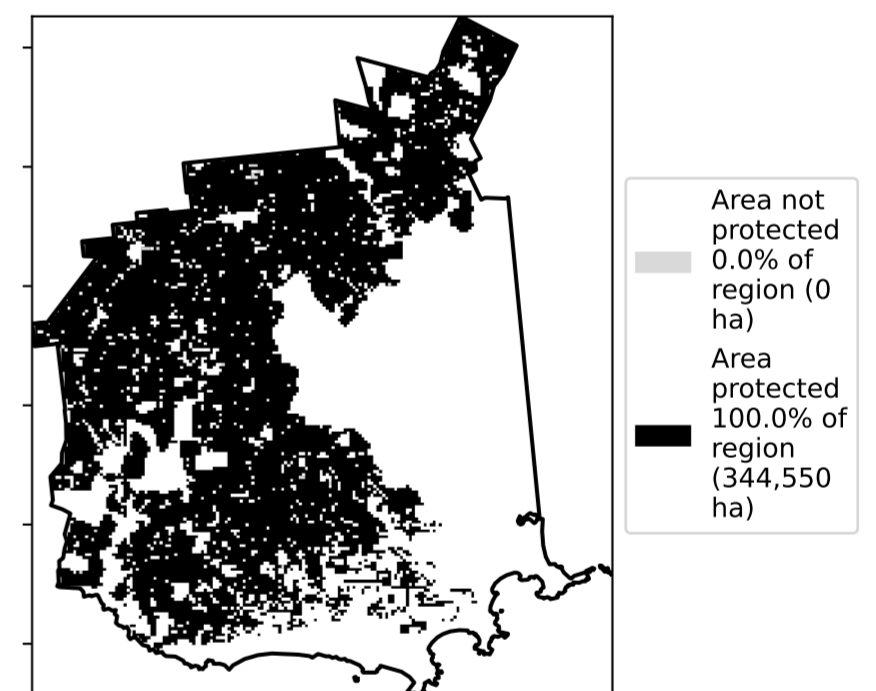 Area not
protected
0.0% of
region (0
ha)
Area
protected
100.0% of
region
(344,550
ha)